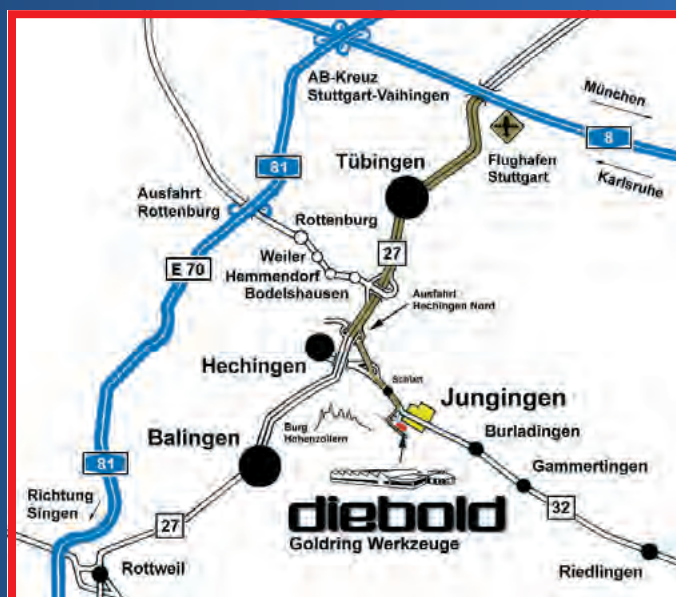 AB-Kreuz
Stuttgart-Vaihingen
München
8
Karlsruhe
Flughafen
Stuttgart
81
Tübingen
Ausfahrt
Rottenburg
Rottenburg
27
Weiler
E 70
Hemmendorf
Bodelshausen
Ausfahrt
Hechingen Nord
Hechingen
Schlatt
Jungingen
Burg
Hohenzollern
Burladingen
Balingen
81
Gammertingen
Richtung
Singen
27
32
diebold
Goldring Werkzeuge
Rottweil
Riedlingen